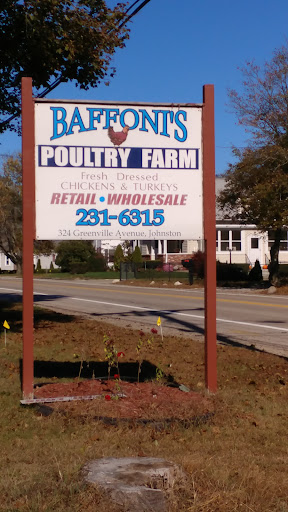 BAFFONI'S
POULTRY FARM
Fresh Dressed
CHICKENS & TURKEYS
RETAIL • WHOLESALE
231-6315
324 Greenville Avenue, Johnston